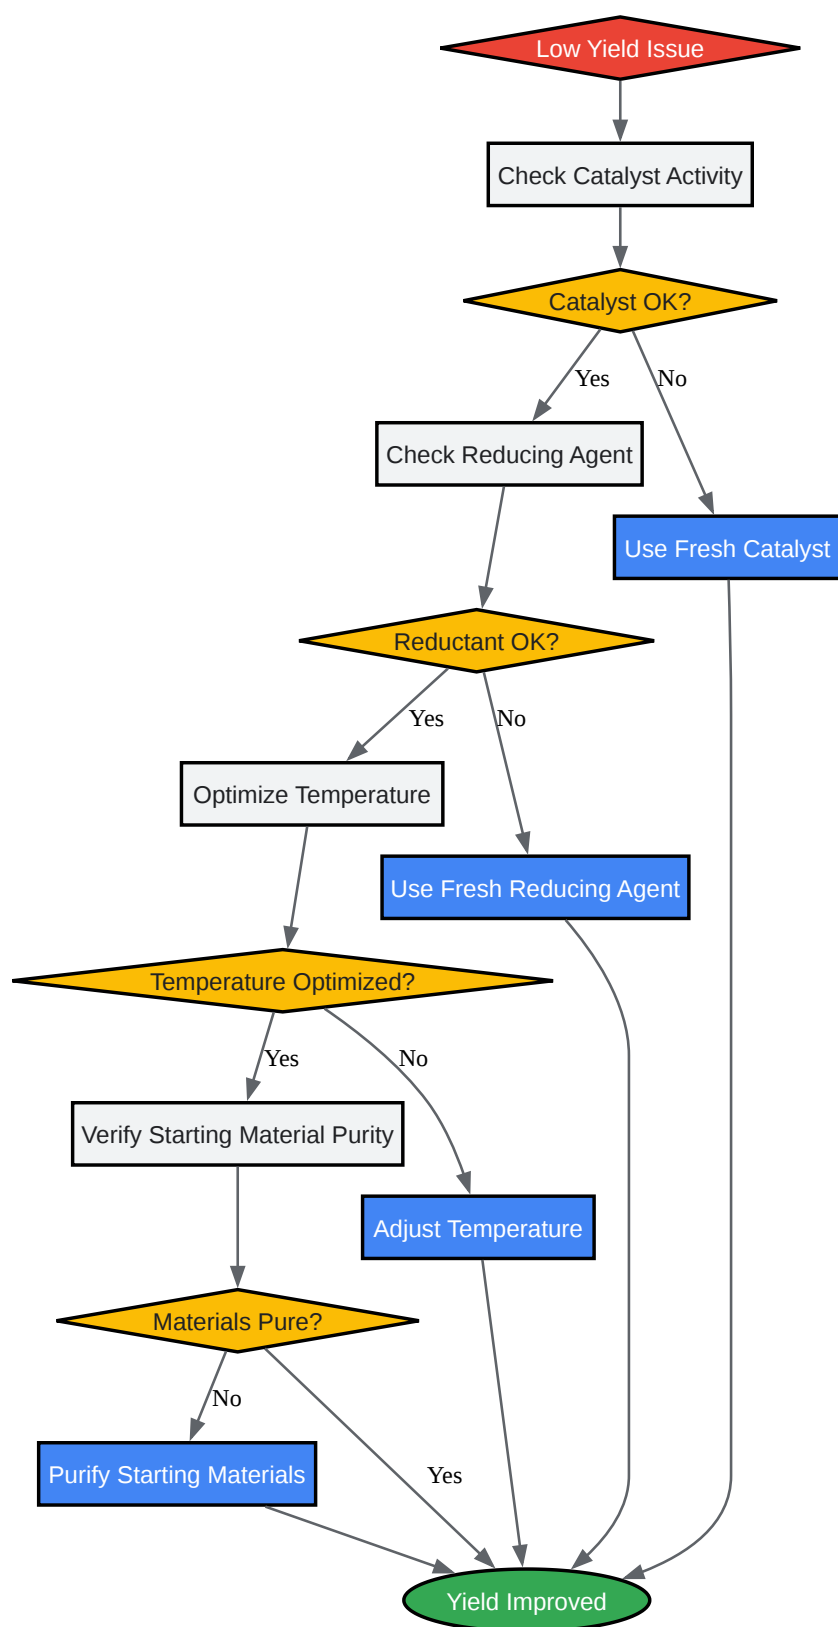 Low Yield Issue
Check Catalyst Activity
Catalyst OK?
Yes
No
Check Reducing Agent
Use Fresh Catalyst
Reductant OK?
Yes
No
Optimize Temperature
Use Fresh Reducing Agent
Temperature Optimized?
Yes
No
Verify Starting Material Purity
Adjust Temperature
Materials Pure?
No
Purify Starting Materials
Yes
Yield Improved